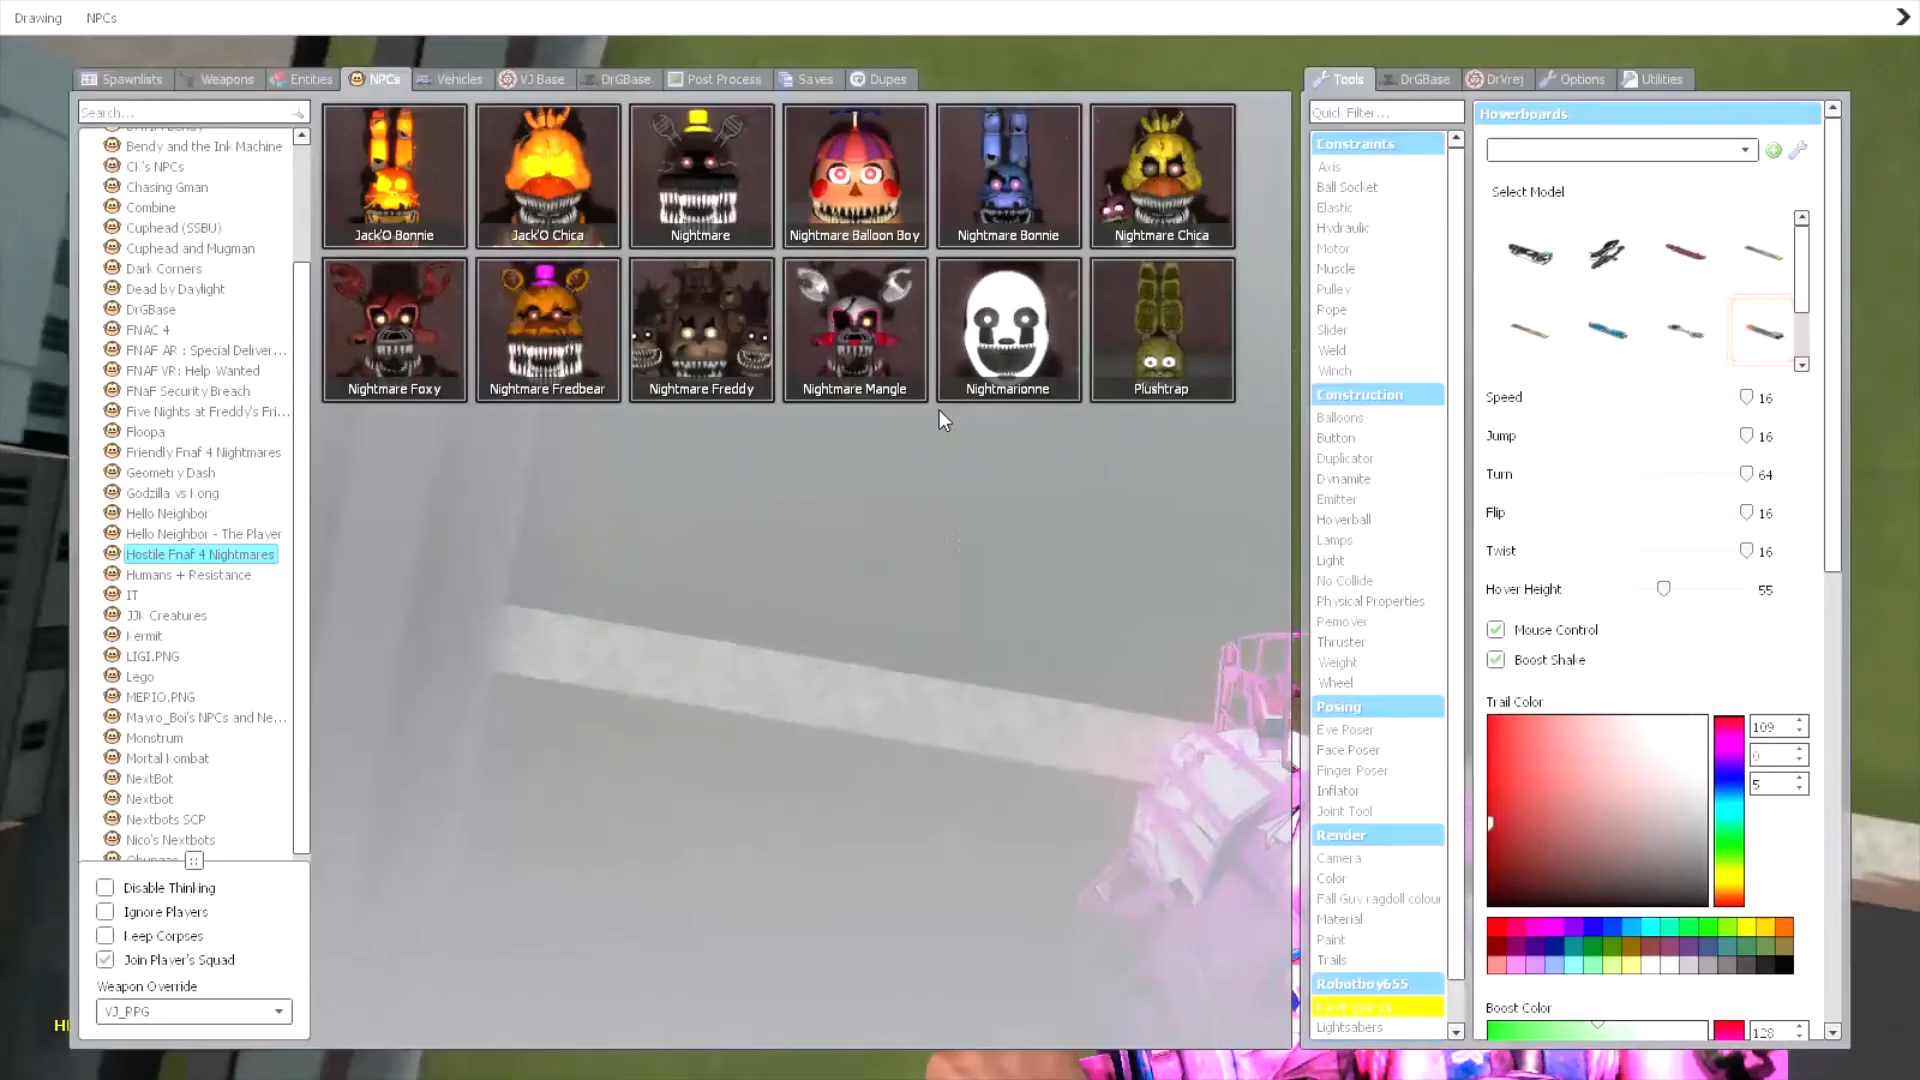 Drawing NPCs
Spawnlists Weapons Entities NPCs Vehicles VJ Base DrGBase Post Process Saves Dupes
Search...
Bendy and the Ink Machine
CK's NPCs
Chasing Gman
Combine
Cuphead (SSBU)
Cuphead and Mugman
Dark Corners
Dead by Daylight
DrGBase
FNAC 4
FNAF AR : Special Deliver...
FNAF VR: Help Wanted
FNaF Security Breach
Five Nights at Freddy's Fri...
Floopa
Friendly Fnaf 4 Nightmares
Geometry Dash
Godzilla vs Kong
Hello Neighbor
Hello Neighbor - The Player
Hostile Fnaf 4 Nightmares
Humans + Resistance
IT
JJK Creatures
Kermit
LIGI.PNG
Lego
MERIO.PNG
Mayro_Boi's NPCs and Ne...
Monstrum
Mortal Kombat
NextBot
Nextbot
Nextbots SCP
Nico's Nextbots
Disable Thinking
Ignore Players
Keep Corpses
Join Player's Squad
Weapon Override
VJ_RPG
Jack'O Bonnie Jack'O Chica Nightmare Nightmare Balloon Boy Nightmare Bonnie Nightmare Chica
Nightmare Foxy Nightmare Fredbear Nightmare Freddy Nightmare Mangle Nightmarionne Plushtrap
Tools DrGBase DrVrej Options Utilities
Quick Filter...
Constraints
Axis
Ball Socket
Elastic
Hydraulic
Motor
Muscle
Pulley
Rope
Slider
Weld
Winch
Construction
Balloons
Button
Duplicator
Dynamite
Emitter
Hoverball
Lamps
Light
No Collide
Physical Properties
Remover
Thruster
Weight
Wheel
Posing
Eye Poser
Face Poser
Finger Poser
Inflator
Joint Tool
Render
Camera
Color
Fall Guy ragdoll colour
Material
Paint
Trails
Robotboy655
Lightsabers
Hoverboards
Select Model
Speed 16
Jump 16
Turn 64
Flip 16
Twist 16
Hover Height 55
Mouse Control
Boost Shake
Trail Color
109
0
5
Boost Color
128